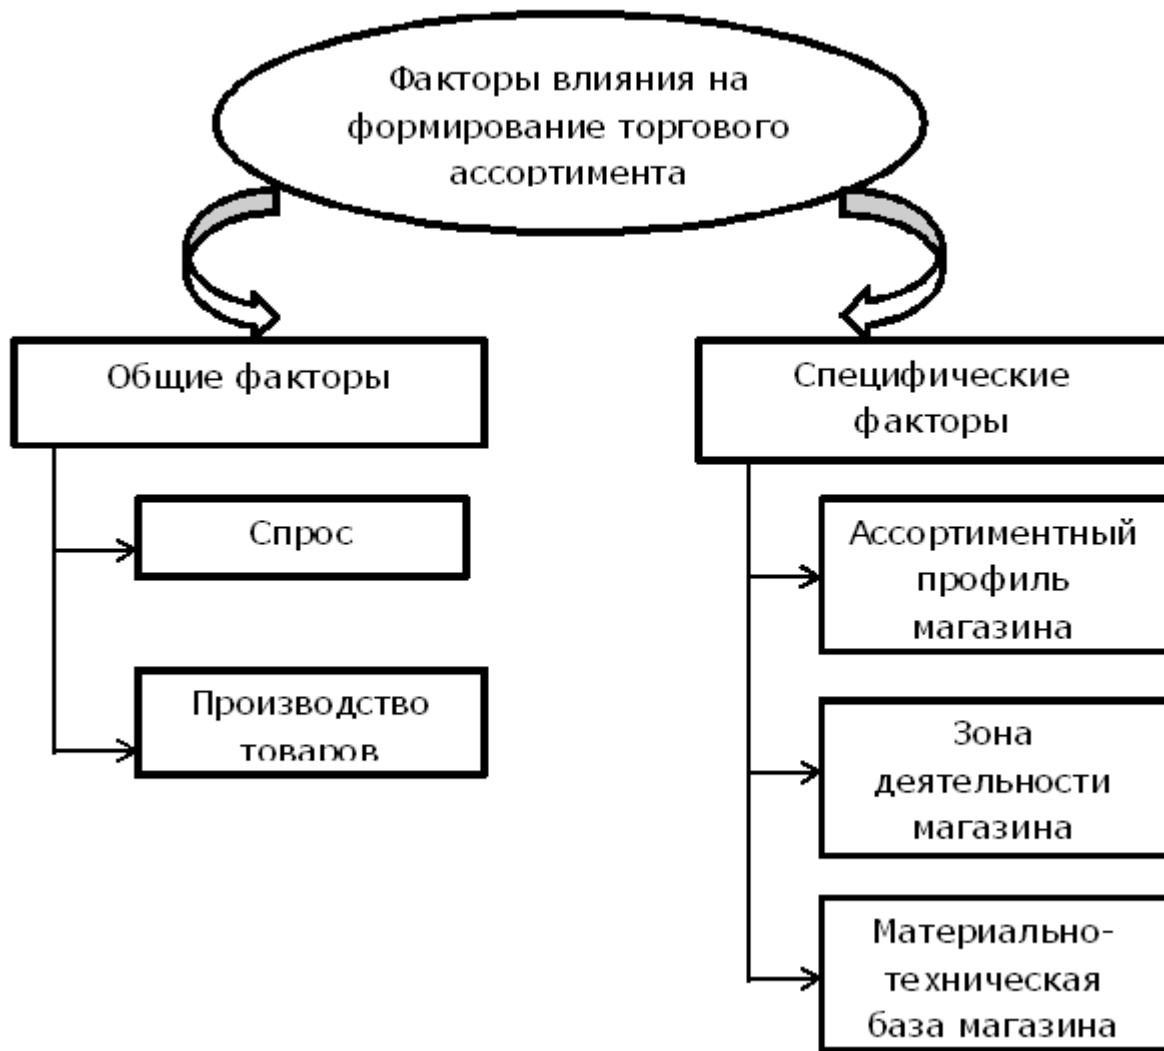 Факторы влияния на
формирование торгового
ассортимента
Общие факторы
Спрос
Производство
товаров
Специфические
факторы
Ассортиментный
профиль
магазина
Зона
деятельности
магазина
Материально-
техническая
база магазина